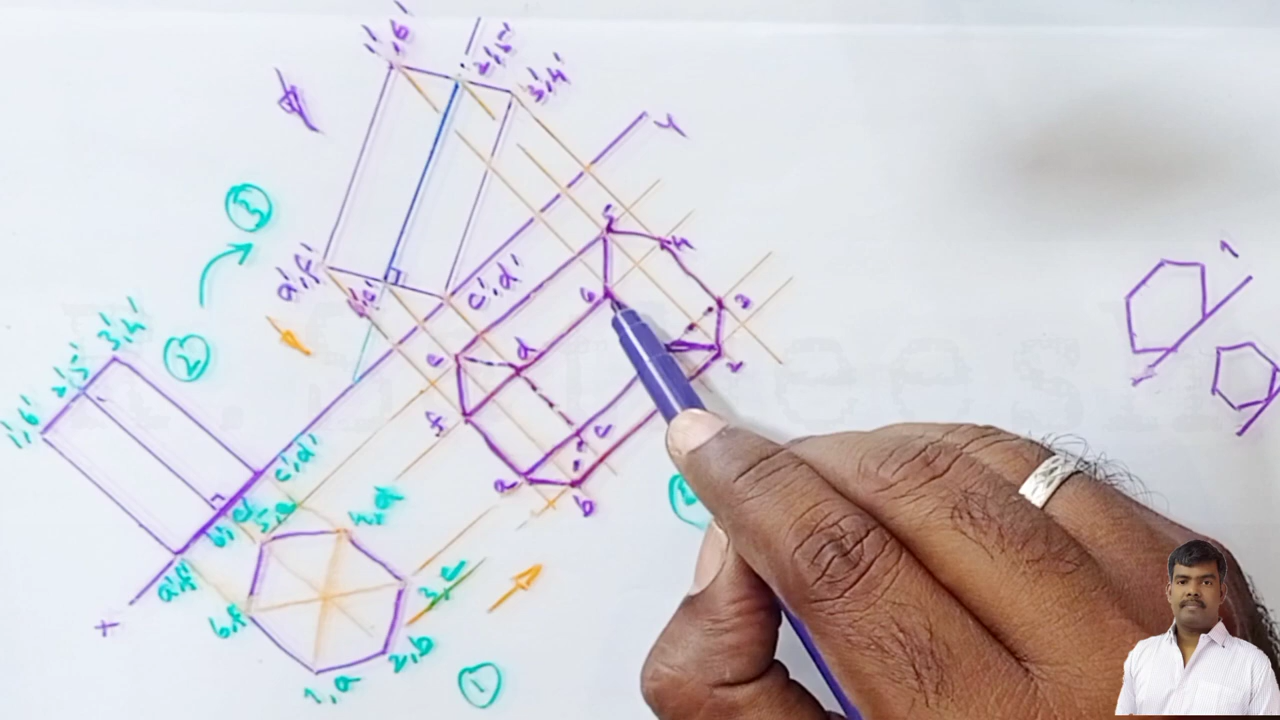 1',6'
2',5'
3',4'
Y
3
5
4
a',f'
b',e'
c',d'
6
3
2
3',4'
2',5'
2
e
d
f
c
a
b
1',6'
c',d'
b',e'
5,e
4,d
a',f'
X
6,f
3,c
2,b
1,a
1
1